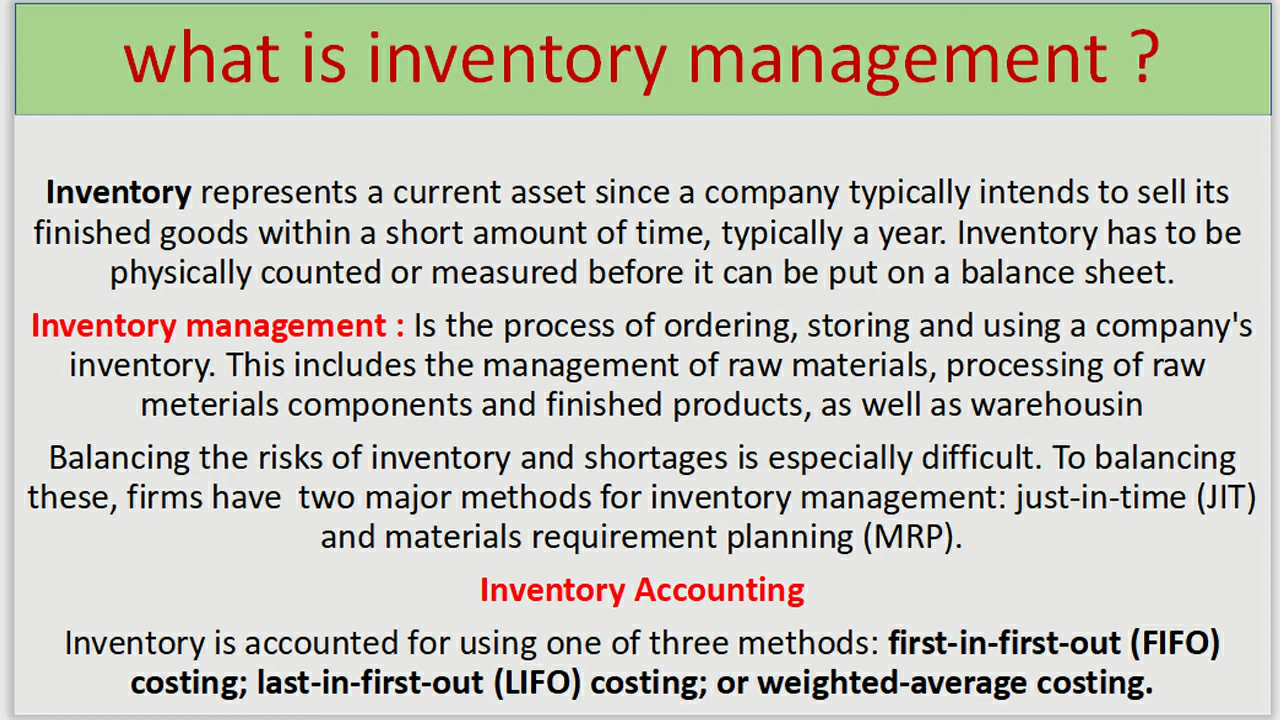 what is inventory management ?
Inventory represents a current asset since a company typically intends to sell its
finished goods within a short amount of time, typically a year. Inventory has to be
physically counted or measured before it can be put on a balance sheet.
Inventory management : Is the process of ordering, storing and using a company's
inventory. This includes the management of raw materials, processing of raw
meterials components and finished products, as well as warehousin
Balancing the risks of inventory and shortages is especially difficult. To balancing
these, firms have  two major methods for inventory management: just-in-time (JIT)
and materials requirement planning (MRP).
Inventory Accounting
Inventory is accounted for using one of three methods: first-in-first-out (FIFO)
costing; last-in-first-out (LIFO) costing; or weighted-average costing.